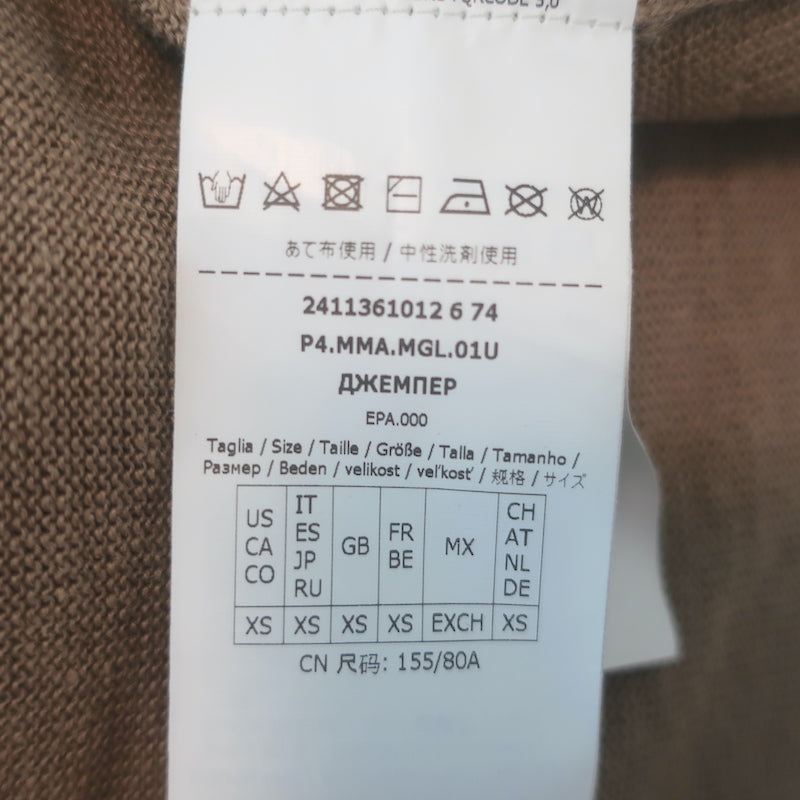 あて布使用 / 中性洗剤使用
2411361012 6 74
P4.MMA.MGL.01U
ДЖЕМПЕР
EPA.000
Taglia / Size / Taille / Größe / Talla / Tamanho /
Размер / Beden / velikost / veľkosť / 规格 / サイズ
US CA CO IT ES JP RU GB FR BE MX CH AT NL DE
XS XS XS XS EXCH XS
CN 尺码: 155/80A